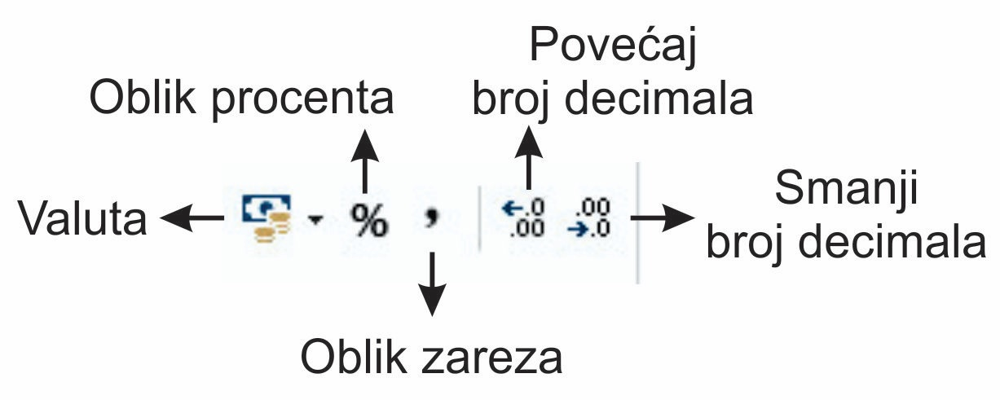 Povećaj
broj decimala
Oblik procenta
Valuta
%
,
←.0
.00
.00
→.0
Smanji
broj decimala
Oblik zareza